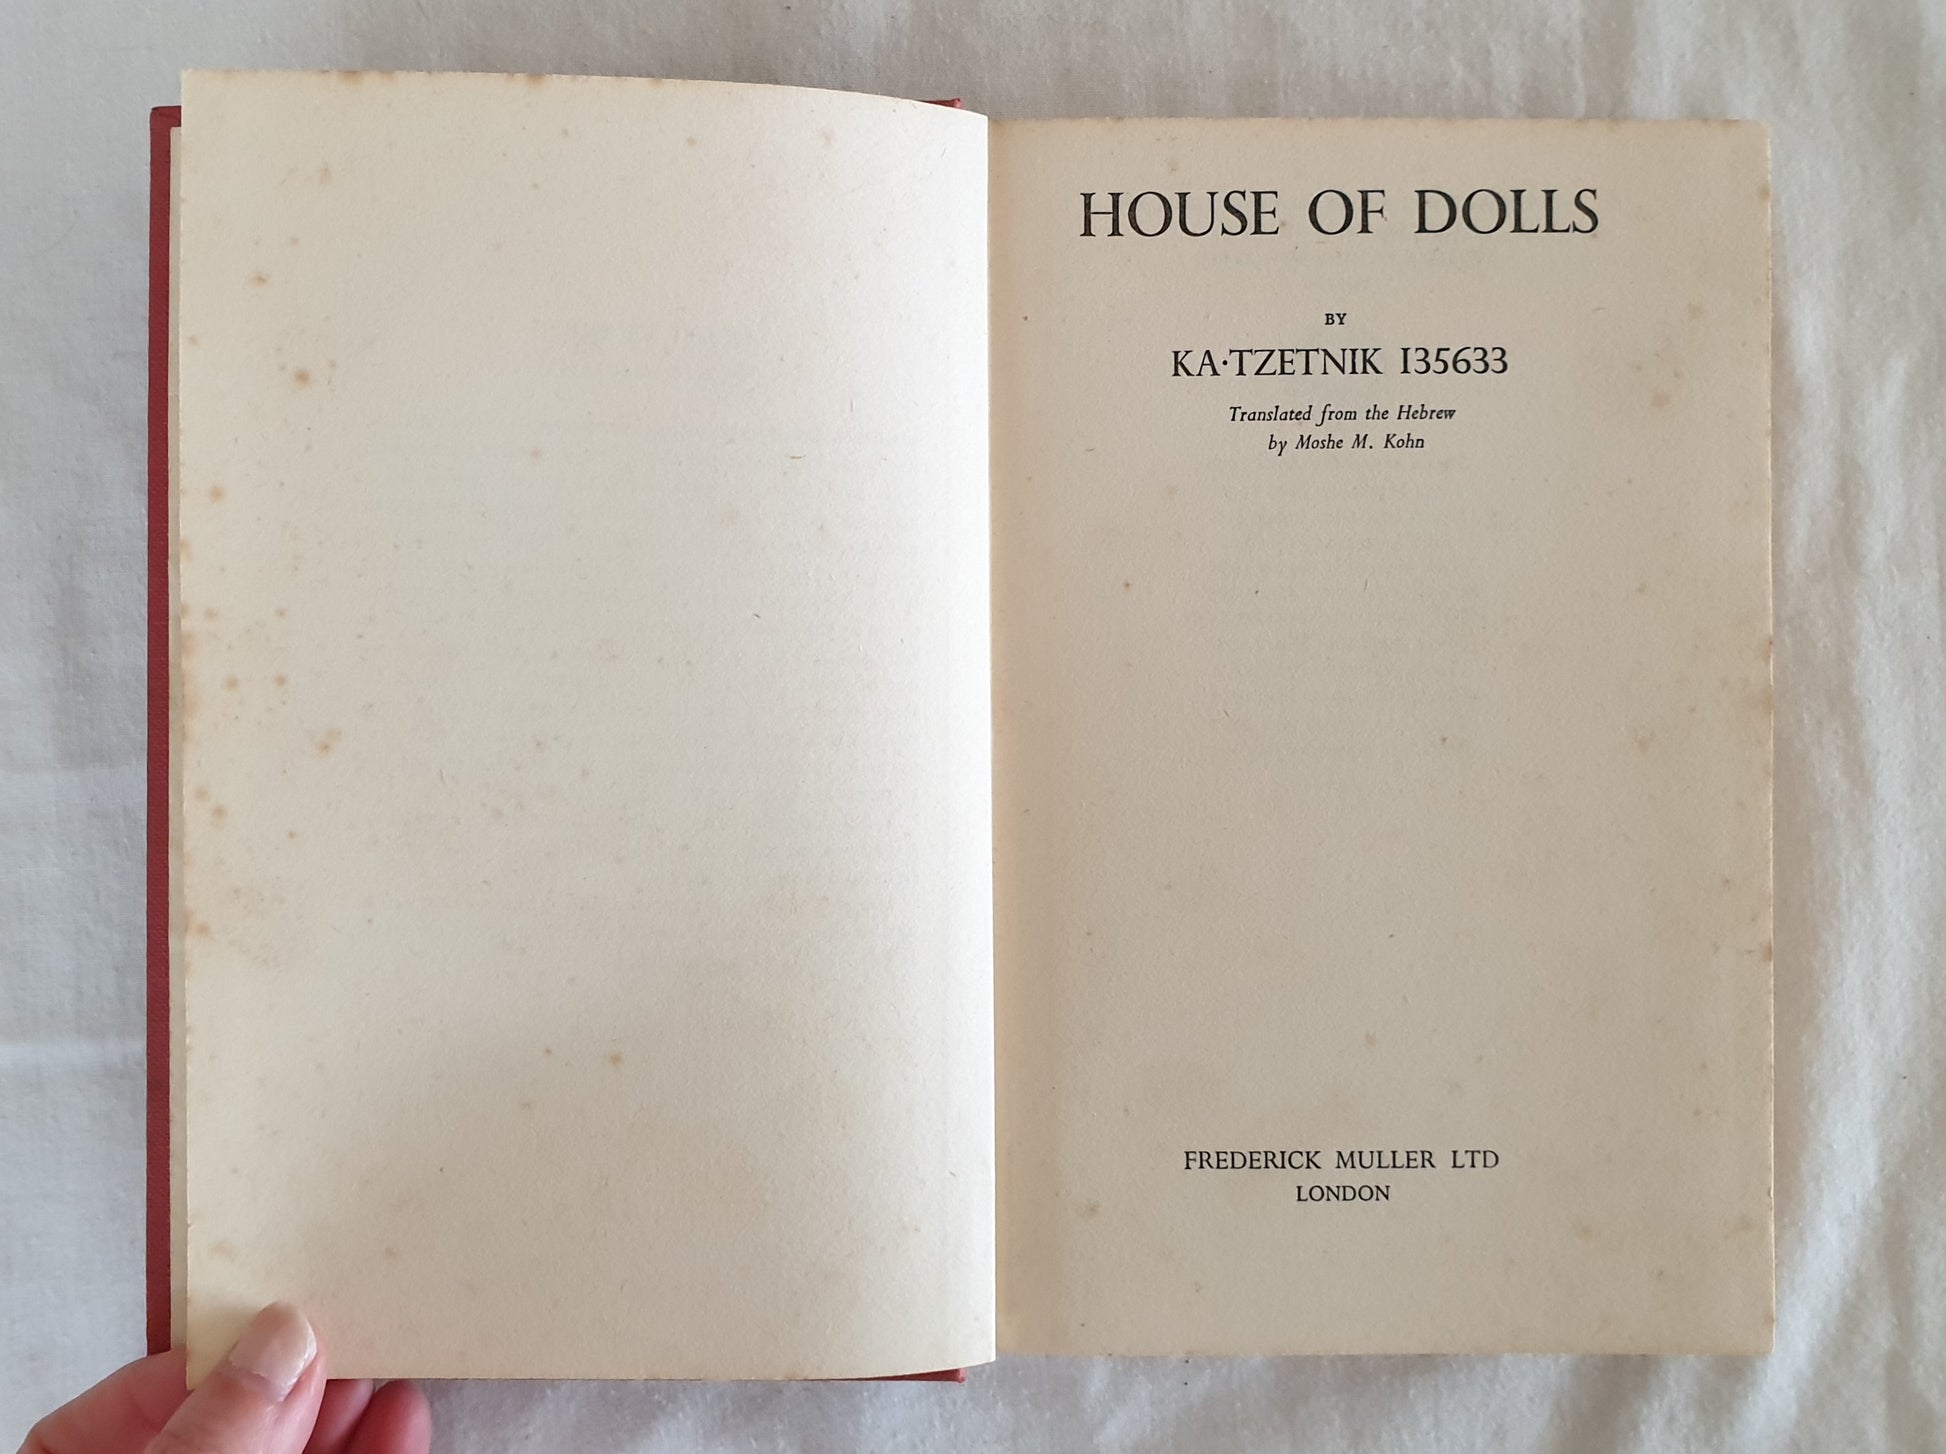 HOUSE OF DOLLS
BY
KA·TZETNIK 135633
Translated from the Hebrew
by Moshe M. Kohn
FREDERICK MULLER LTD
LONDON